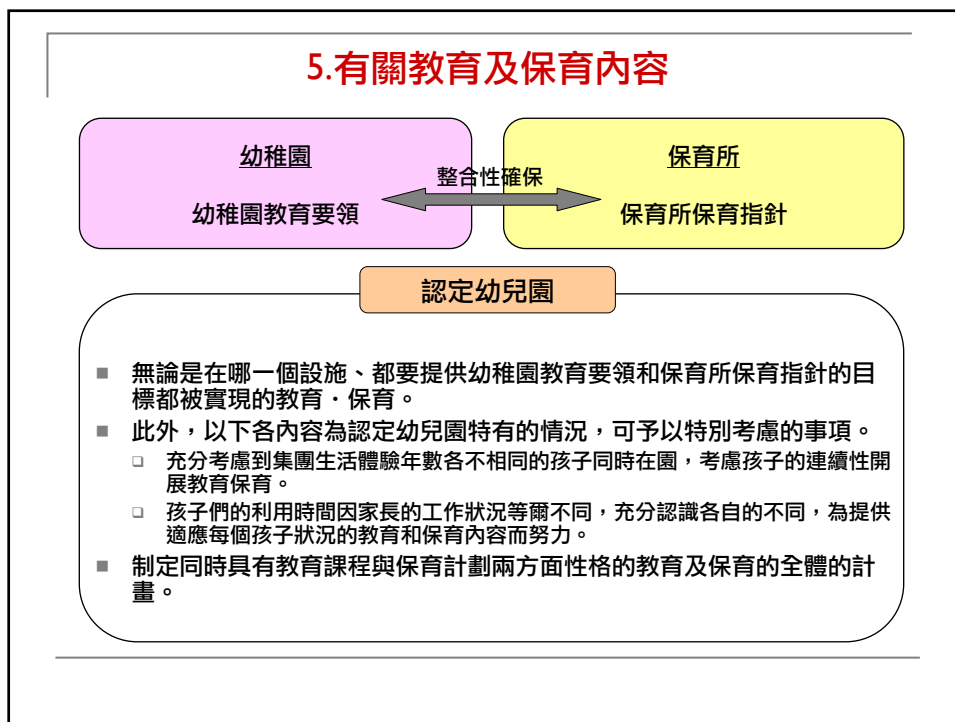 5.有關教育及保育內容
幼稚園
幼稚園教育要領
整合性確保
保育所
保育所保育指針
認定幼兒園
■ 無論是在哪一個設施、都要提供幼稚園教育要領和保育所保育指針的目
標都被實現的教育・保育。
■ 此外，以下各內容為認定幼兒園特有的情況，可予以特別考慮的事項。
□ 充分考慮到集團生活體驗年數各不相同的孩子同時在園，考慮孩子的連續性開
展教育保育。
□ 孩子們的利用時間因家長的工作狀況等爾不同，充分認識各自的不同，為提供
適應每個孩子狀況的教育和保育內容而努力。
■ 制定同時具有教育課程與保育計劃兩方面性格的教育及保育的全體的計
畫。